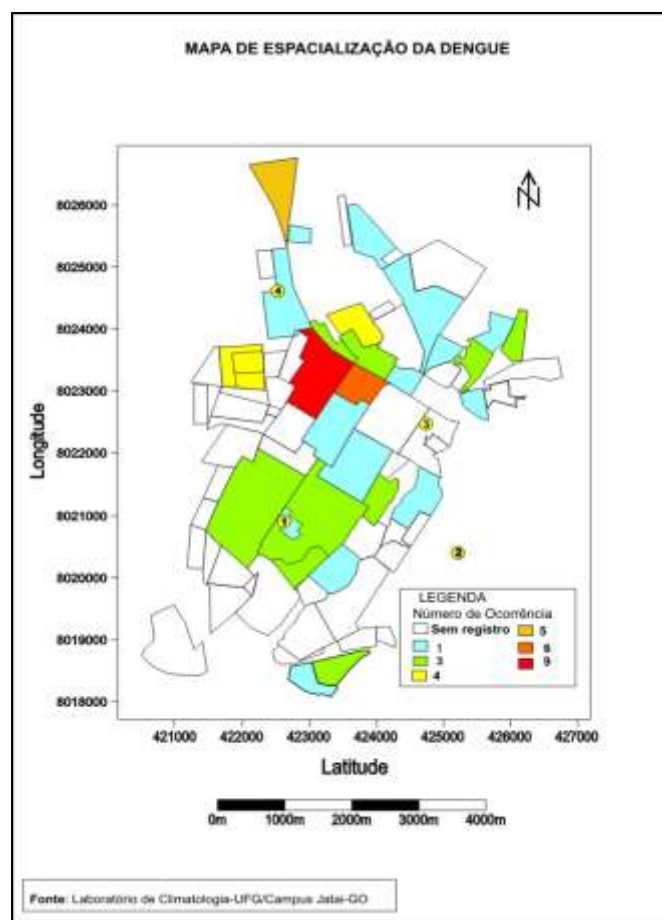 MAPA DE ESPACIALIZAÇÃO DA DENGUE
8026000
8025000
8024000
8023000
8022000
8021000
8020000
8019000
8018000
Longitude
N
4
3
1
2
LEGENDA
Número de Ocorrência
Sem registro
1
3
4
5
6
9
421000 422000 423000 424000 425000 426000 427000
Latitude
0m 1000m 2000m 3000m 4000m
Fonte: Laboratório de Climatologia-UFG/Campus Jataí-GO